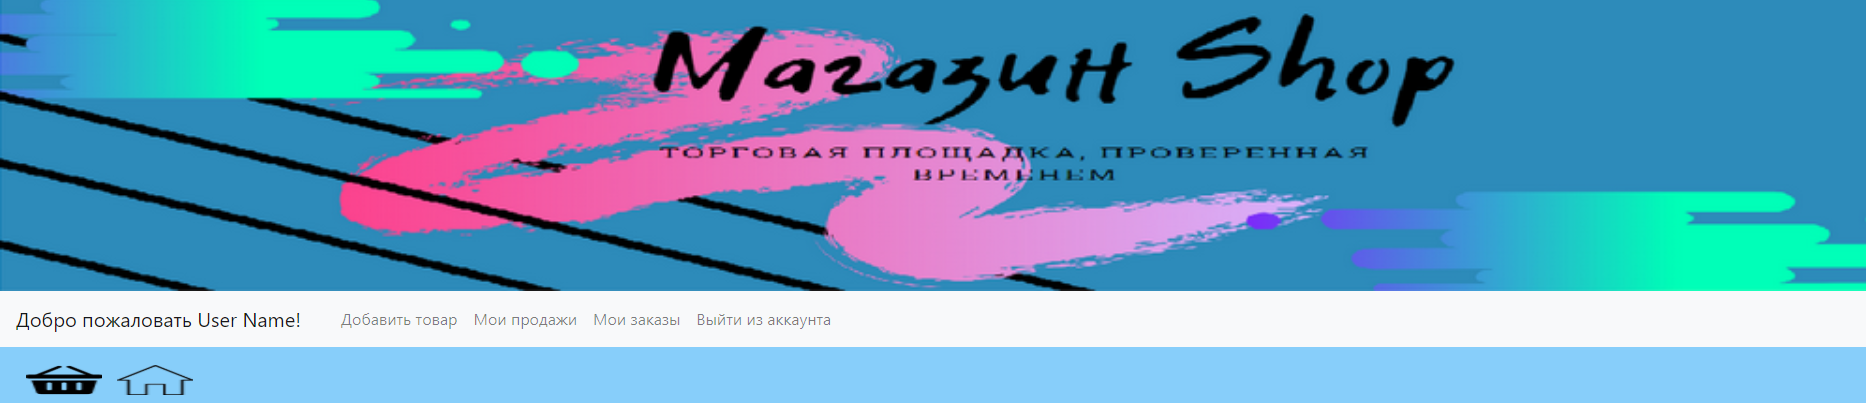 Магазин Shop
ТОРГОВАЯ ПЛОЩАДКА, ПРОВЕРЕННАЯ
ВРЕМЕНЕМ
Добро пожаловать User Name! Добавить товар Мои продажи Мои заказы Выйти из аккаунта